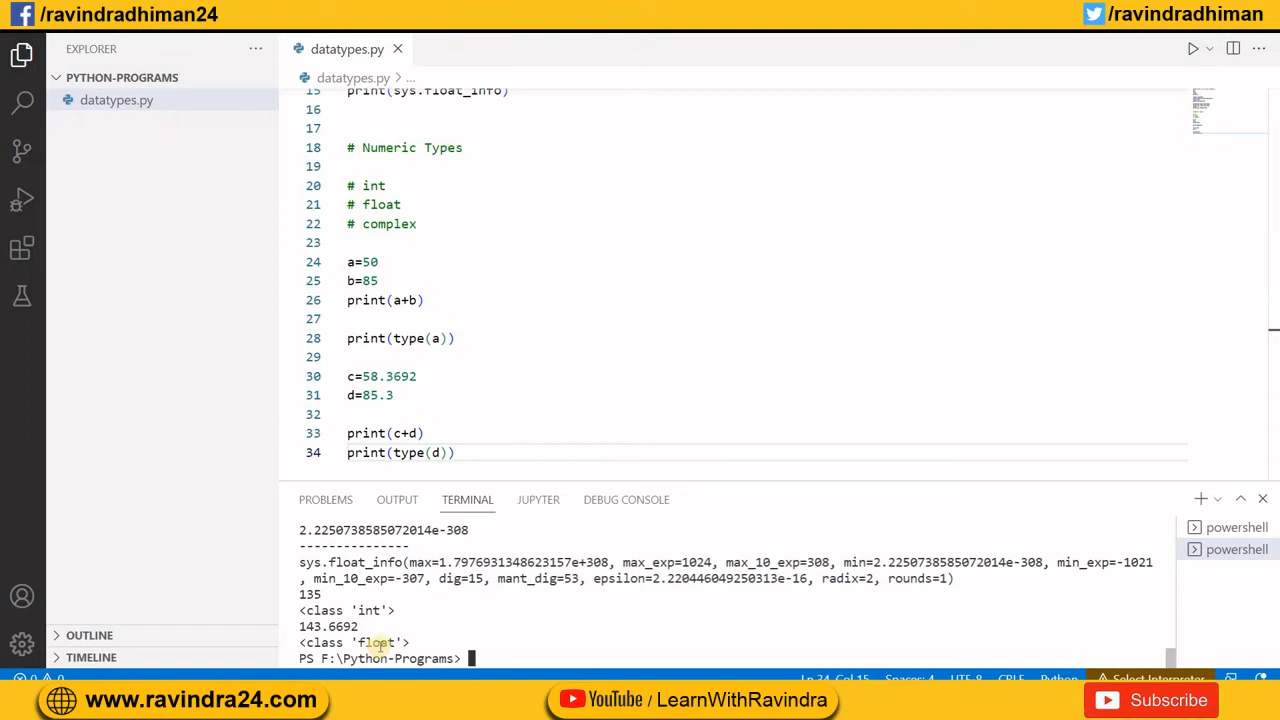 /ravindradhiman24
/ravindradhiman
EXPLORER
datatypes.py
PYTHON-PROGRAMS
datatypes.py > ...
datatypes.py
15 print(sys.float_info)
16
17
18 # Numeric Types
19
20 # int
21 # float
22 # complex
23
24 a=50
25 b=85
26 print(a+b)
27
28 print(type(a))
29
30 c=58.3692
31 d=85.3
32
33 print(c+d)
34 print(type(d))
PROBLEMS OUTPUT TERMINAL JUPYTER DEBUG CONSOLE
2.2250738585072014e-308
---------------
sys.float_info(max=1.7976931348623157e+308, max_exp=1024, max_10_exp=308, min=2.2250738585072014e-308, min_exp=-1021
, min_10_exp=-307, dig=15, mant_dig=53, epsilon=2.220446049250313e-16, radix=2, rounds=1)
135
<class 'int'>
143.6692
<class 'float'>
PS F:\Python-Programs>
powershell
powershell
OUTLINE
TIMELINE
0 0 Ln 34, Col 15 Spaces: 4 UTF-8 CRLF Python Select Interpreter
www.ravindra24.com
YouTube / LearnWithRavindra
Subscribe